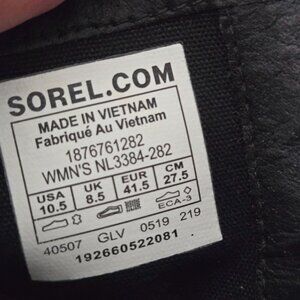 SOREL.COM
MADE IN VIETNAM
Fabriqué Au Vietnam
1876761282
WMN'S NL3384-282
USA UK EUR CM
10.5 8.5 41.5 27.5
ECA-3
40507 GLV 0519 219
192660522081